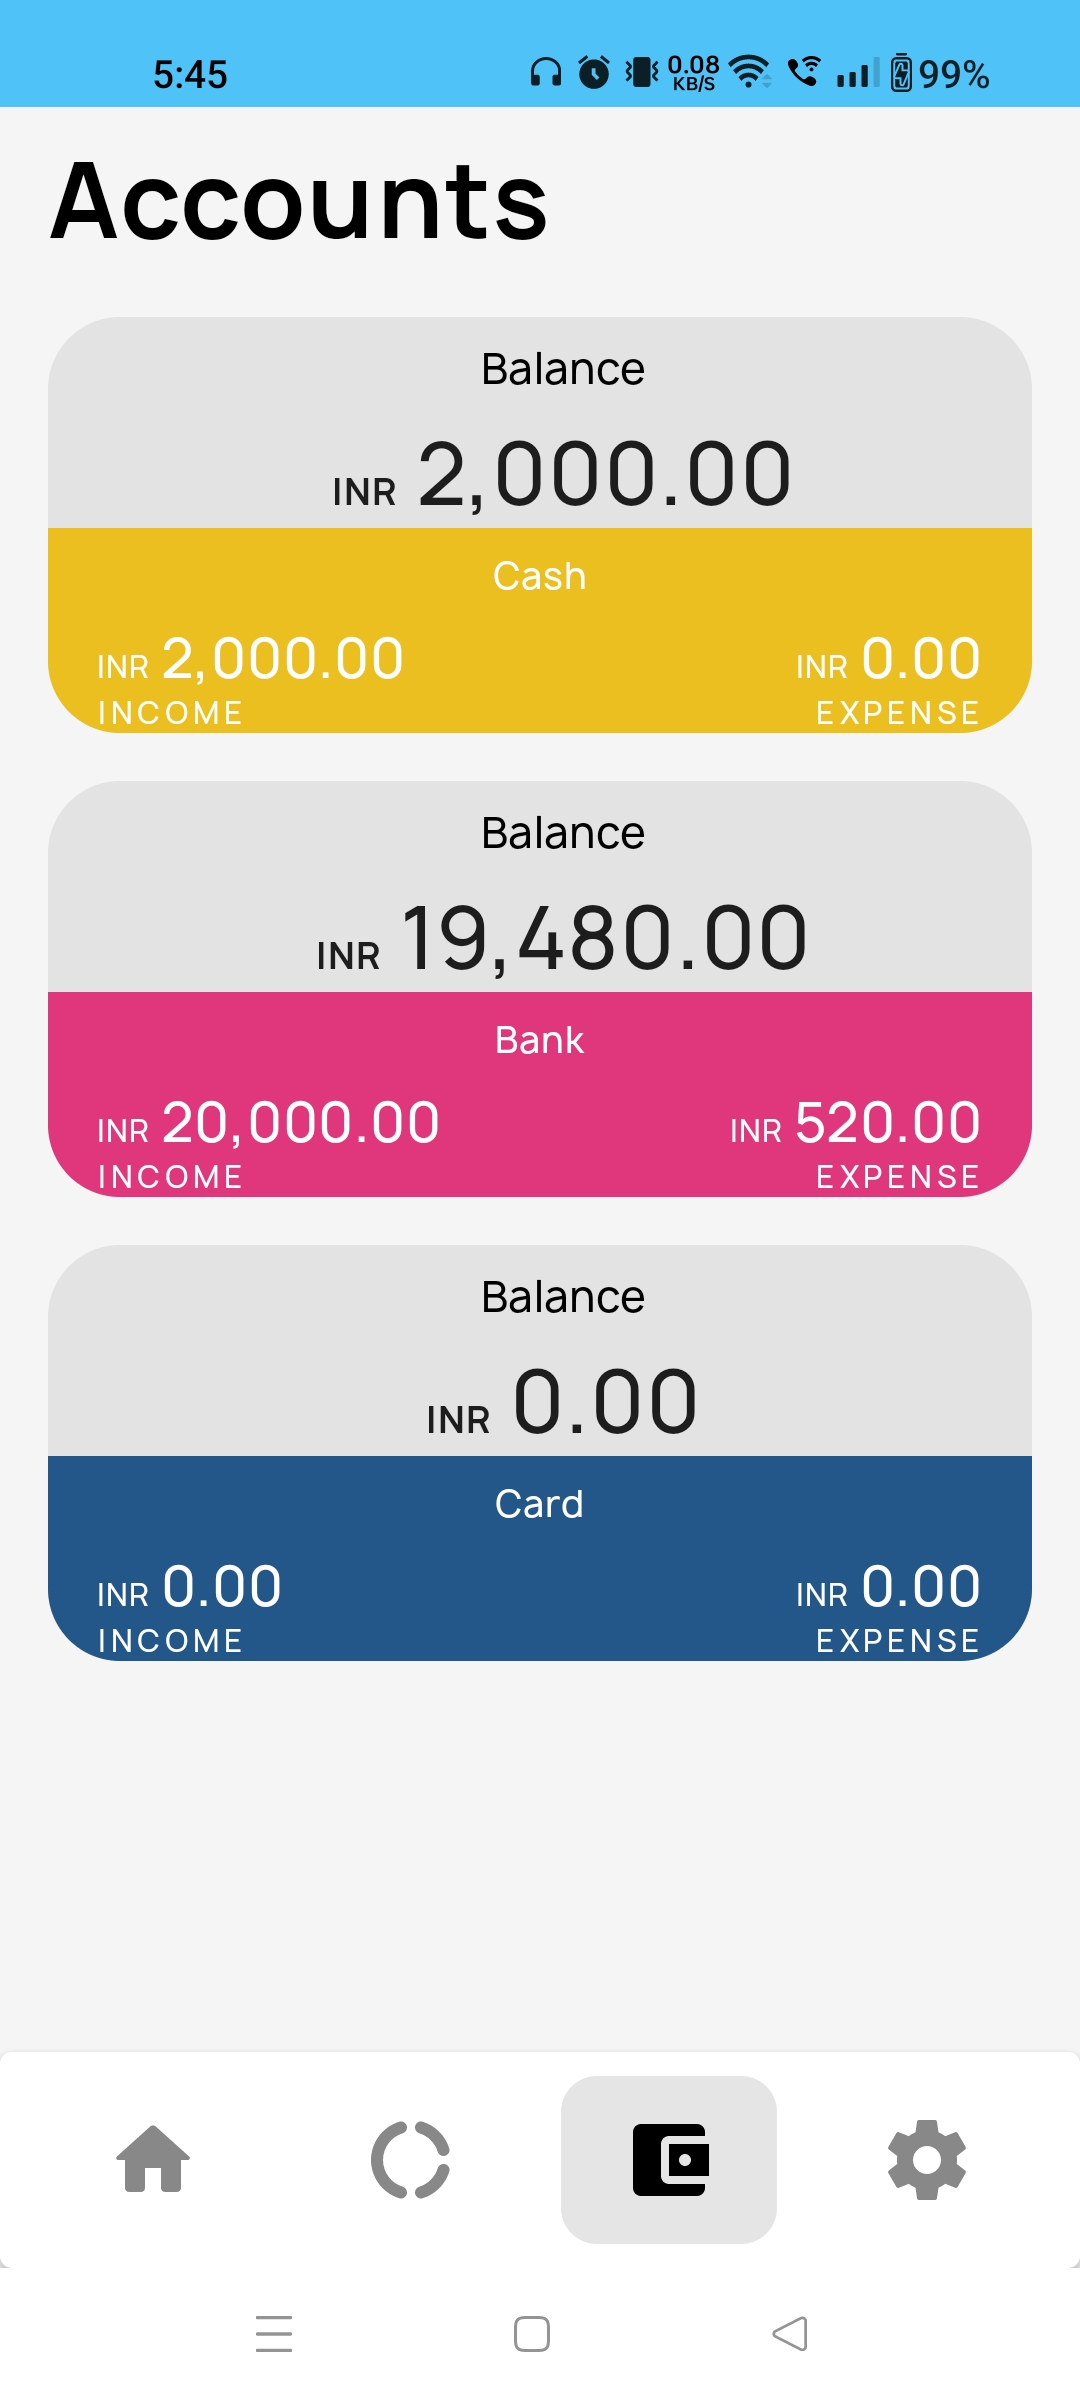 5:45 0.08 KB/S 99%
Accounts
Balance
INR 2,000.00
Cash
INR 2,000.00 INR 0.00
INCOME EXPENSE
Balance
INR 19,480.00
Bank
INR 20,000.00 INR 520.00
INCOME EXPENSE
Balance
INR 0.00
Card
INR 0.00 INR 0.00
INCOME EXPENSE